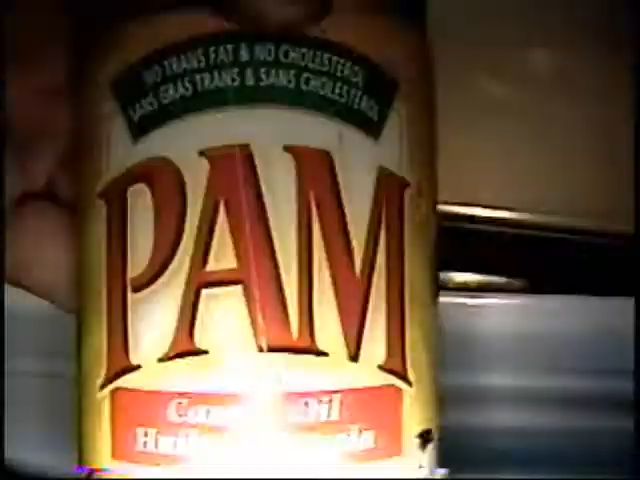 NO TRANS FAT & NO CHOLESTEROL
SANS GRAS TRANS & SANS CHOLESTEROL
PAM
Oil